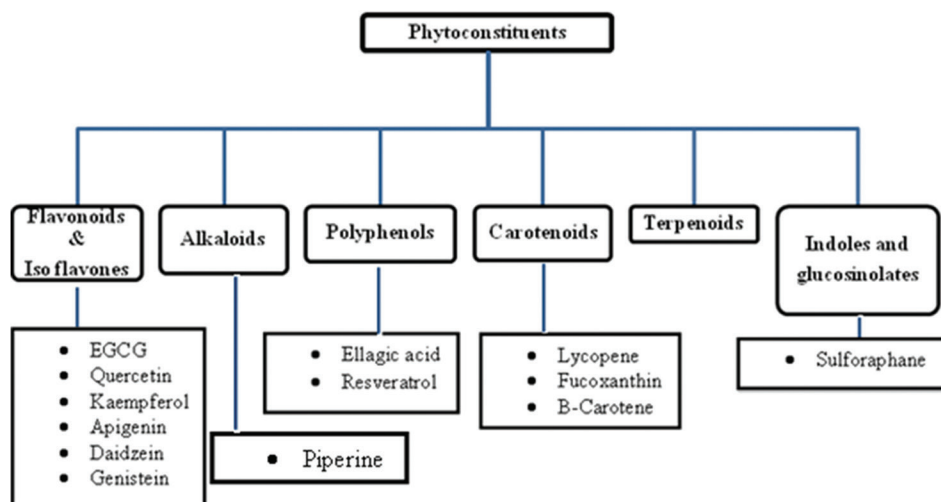 Phytoconstituents
Flavonoids
&
Iso flavones
Alkaloids
Polyphenols
Carotenoids
Terpenoids
Indoles and
glucosinolates
• EGCG
• Quercetin
• Kaempferol
• Apigenin
• Daidzein
• Genistein
• Piperine
• Ellagic acid
• Resveratrol
• Lycopene
• Fucoxanthin
• B-Carotene
• Sulforaphane